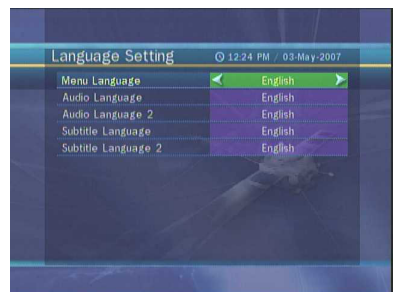 Language Setting 12:24 PM / 03-May-2007
Menu Language English
Audio Language English
Audio Language 2 English
Subtitle Language English
Subtitle Language 2 English